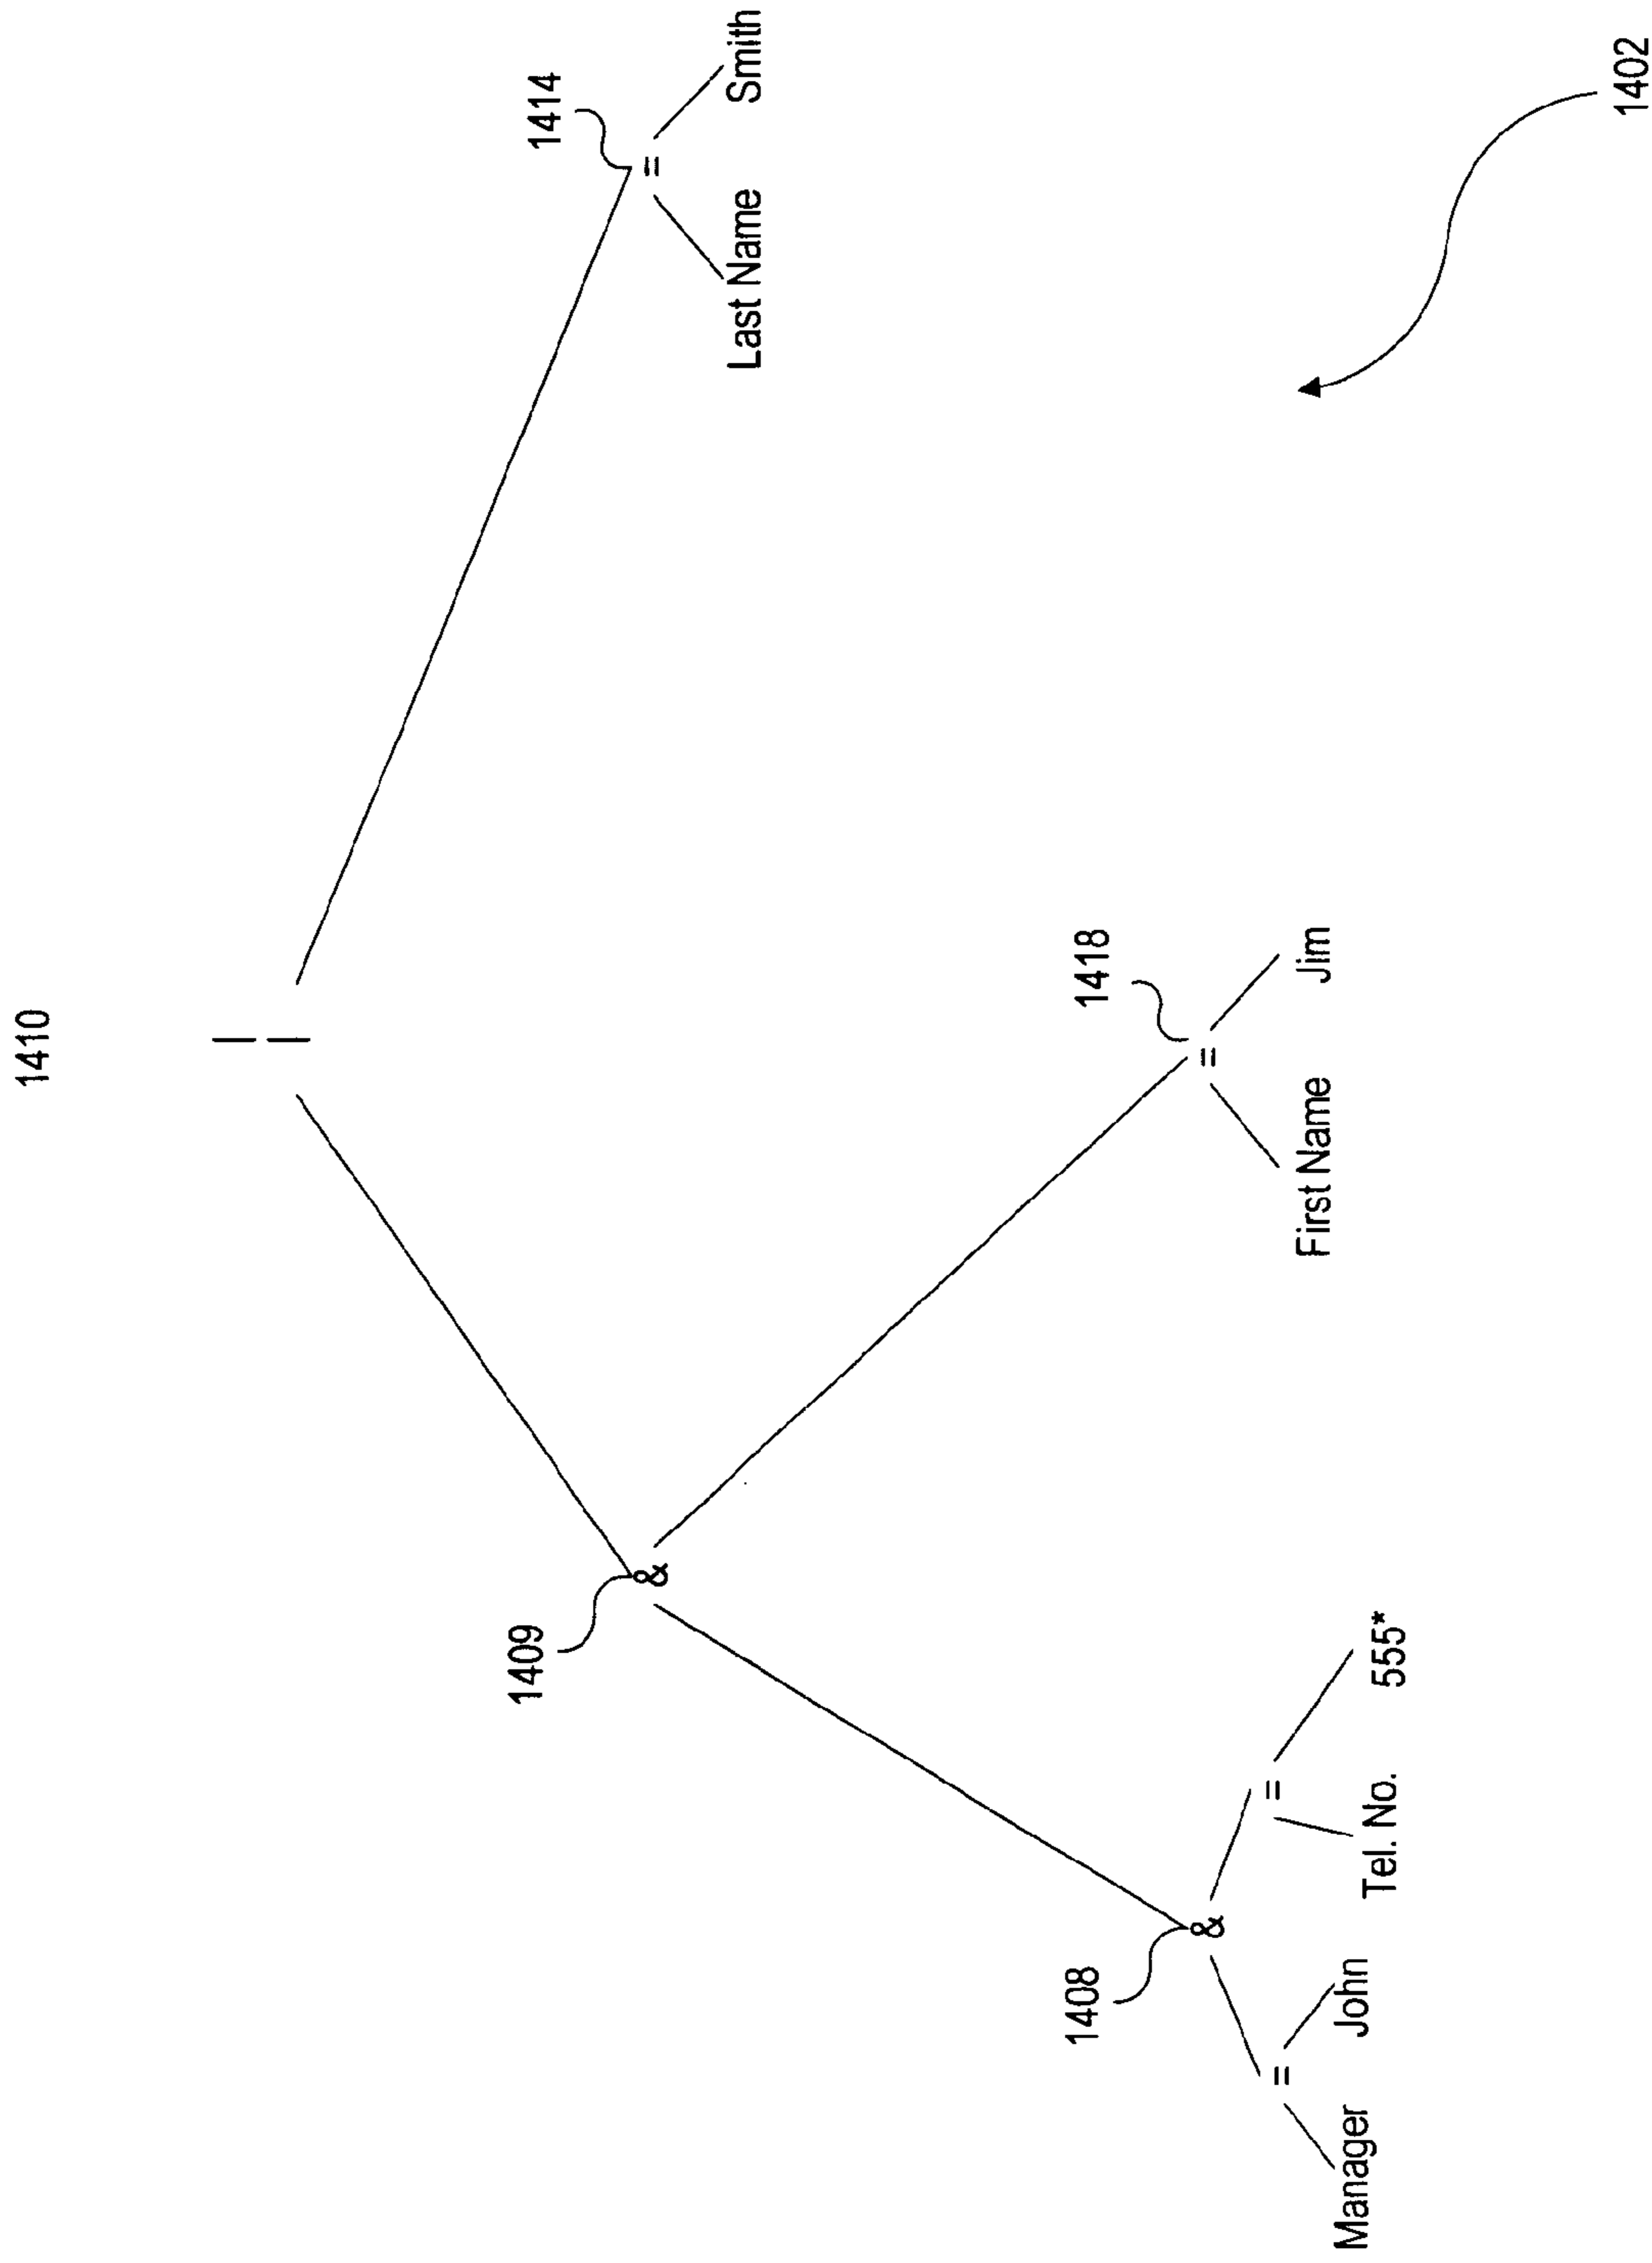 1410
|
|
1414
=
Last Name
Smith
1409
&
1418
=
First Name
Jim
1408
&
=
Manager
John
=
Tel. No.
555*
1402